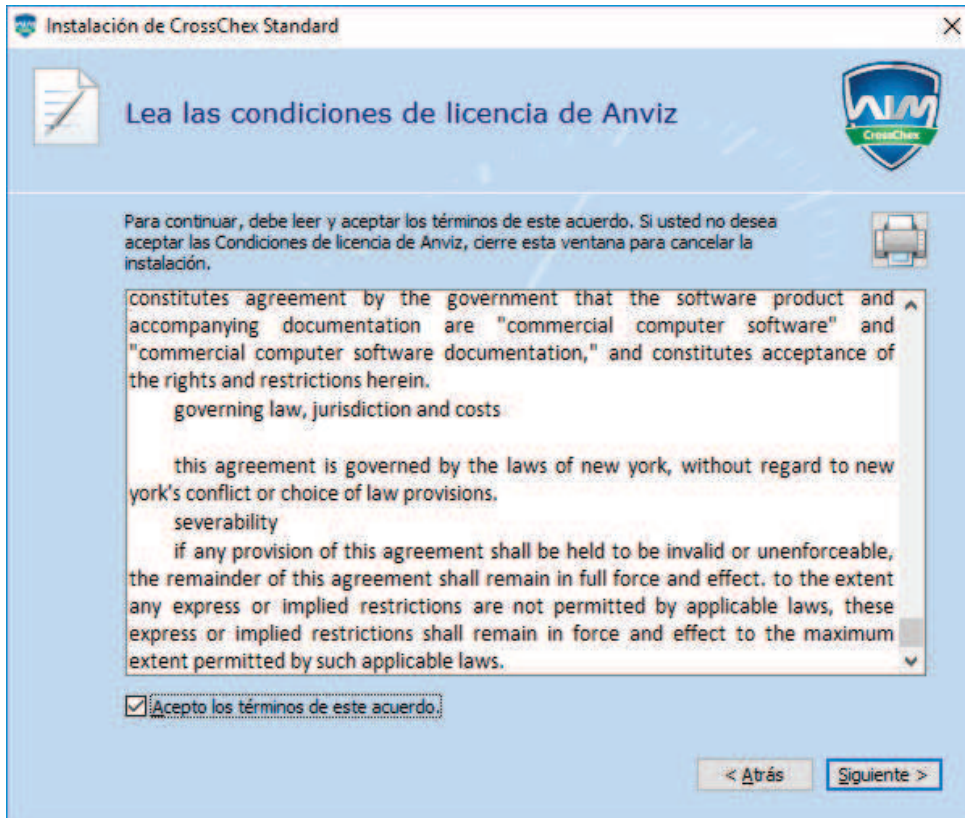 Instalación de CrossChex Standard
Lea las condiciones de licencia de Anviz
AIM
CrossChex
Para continuar, debe leer y aceptar los términos de este acuerdo. Si usted no desea
aceptar las Condiciones de licencia de Anviz, cierre esta ventana para cancelar la
instalación.
constitutes agreement by the government that the software product and
accompanying documentation are "commercial computer software" and
"commercial computer software documentation," and constitutes acceptance of
the rights and restrictions herein.
governing law, jurisdiction and costs
this agreement is governed by the laws of new york, without regard to new
york's conflict or choice of law provisions.
severability
if any provision of this agreement shall be held to be invalid or unenforceable,
the remainder of this agreement shall remain in full force and effect. to the extent
any express or implied restrictions are not permitted by applicable laws, these
express or implied restrictions shall remain in force and effect to the maximum
extent permitted by such applicable laws.
Acepto los términos de este acuerdo.
< Atrás
Siguiente >